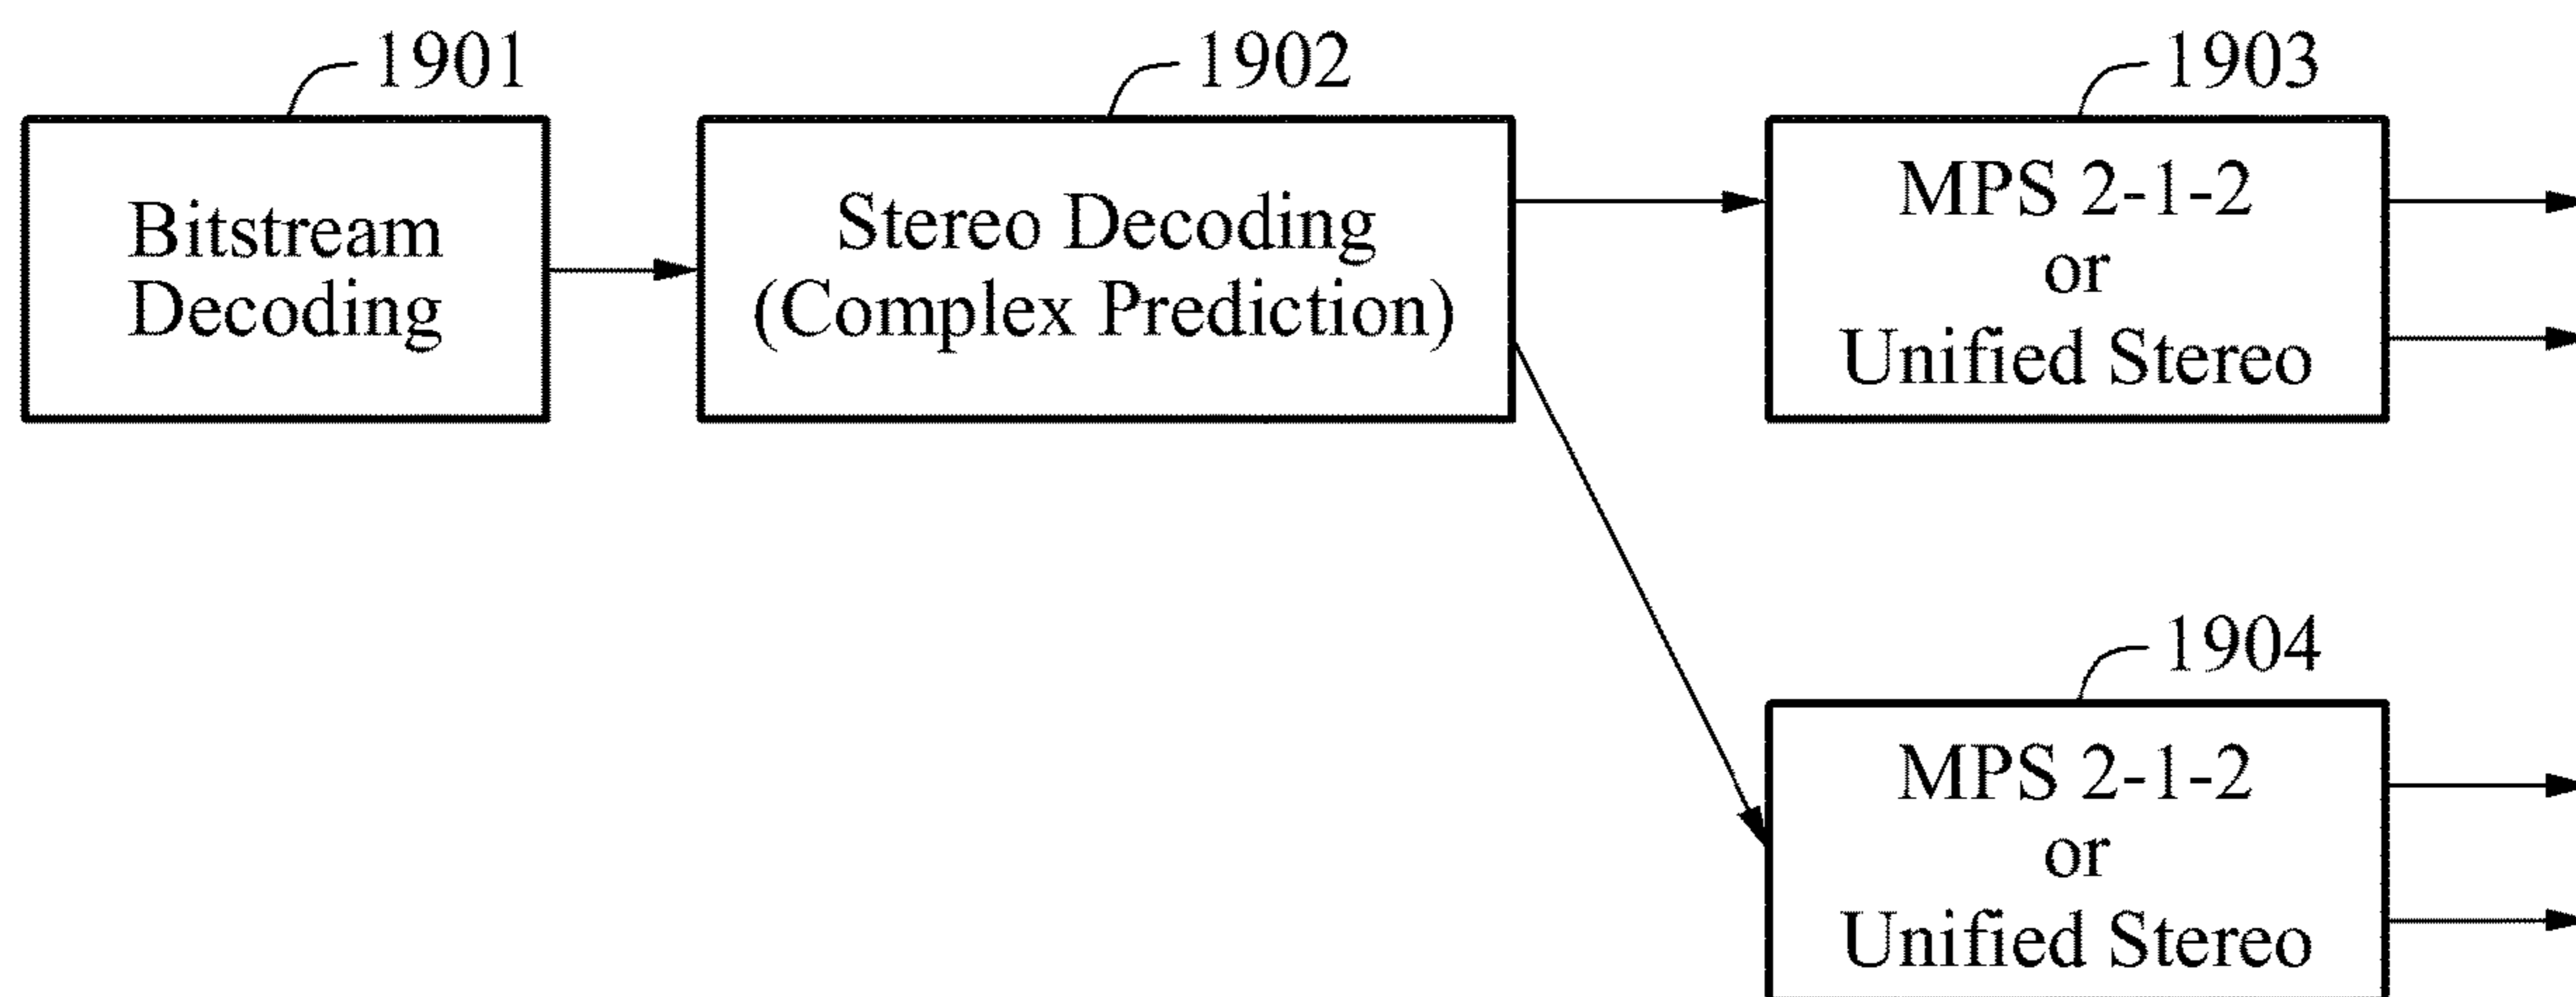 1901
Bitstream
Decoding
1902
Stereo Decoding
(Complex Prediction)
1903
MPS 2-1-2
or
Unified Stereo
1904
MPS 2-1-2
or
Unified Stereo